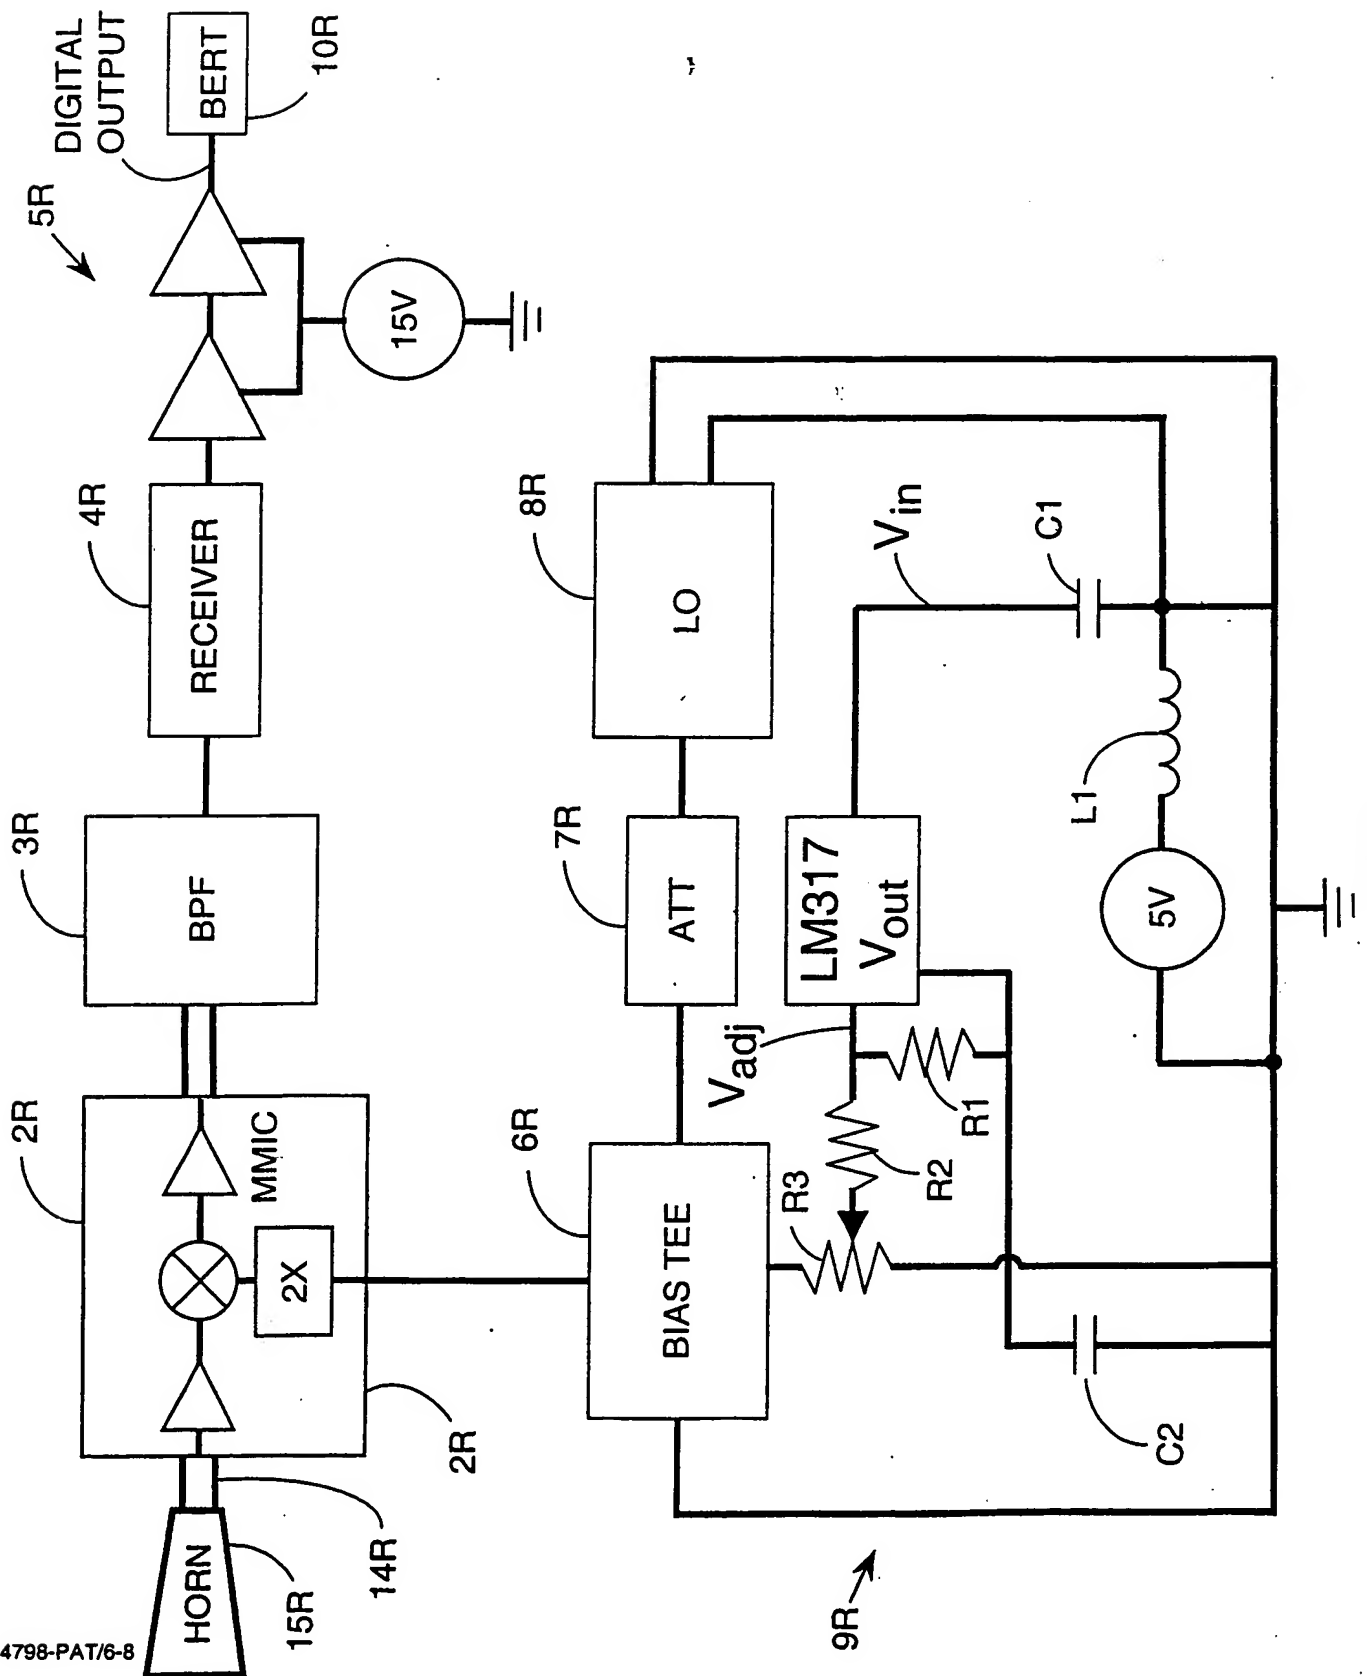 HORN
15R
14R
2R
MMIC
2X
2R
BPF
3R
RECEIVER
4R
5R
DIGITAL
OUTPUT
BERT
10R
15V
BIAS TEE
6R
ATT
7R
LO
8R
9R
LM317
Vout
Vadj
Vin
R1
R2
R3
C1
C2
L1
5V
4798-PAT/6-8